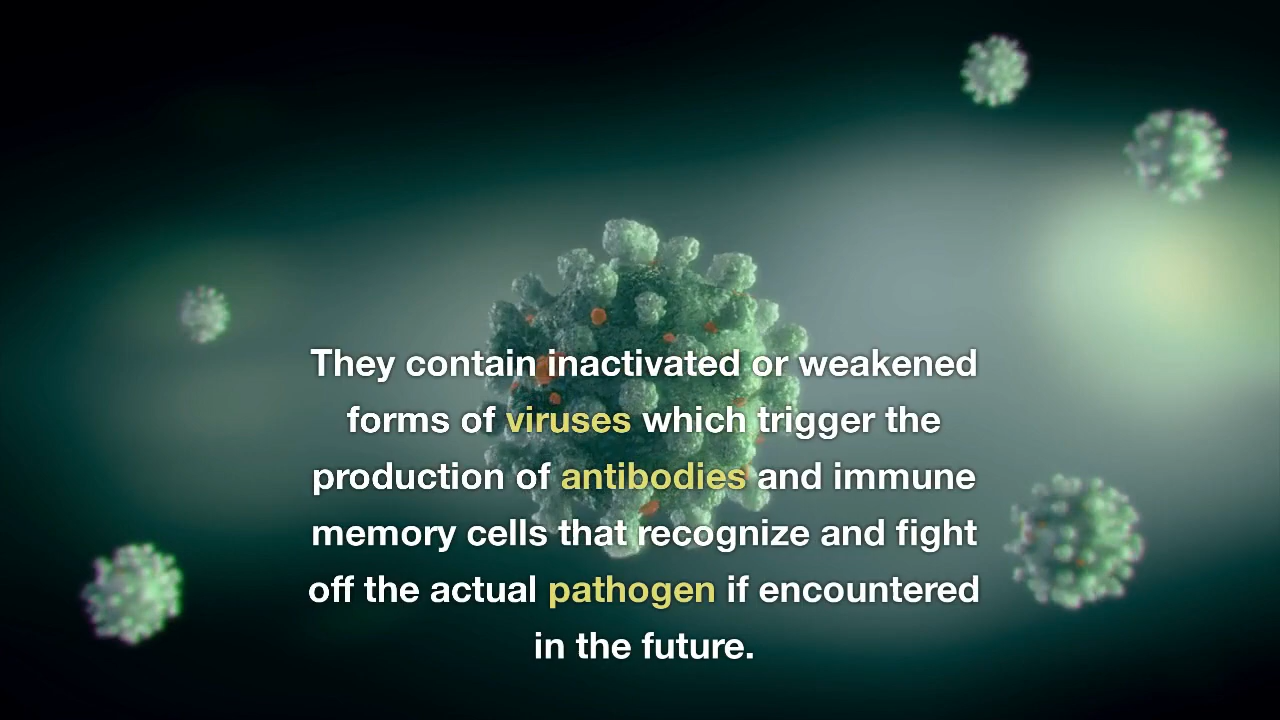 They contain inactivated or weakened
forms of viruses which trigger the
production of antibodies and immune
memory cells that recognize and fight
off the actual pathogen if encountered
in the future.